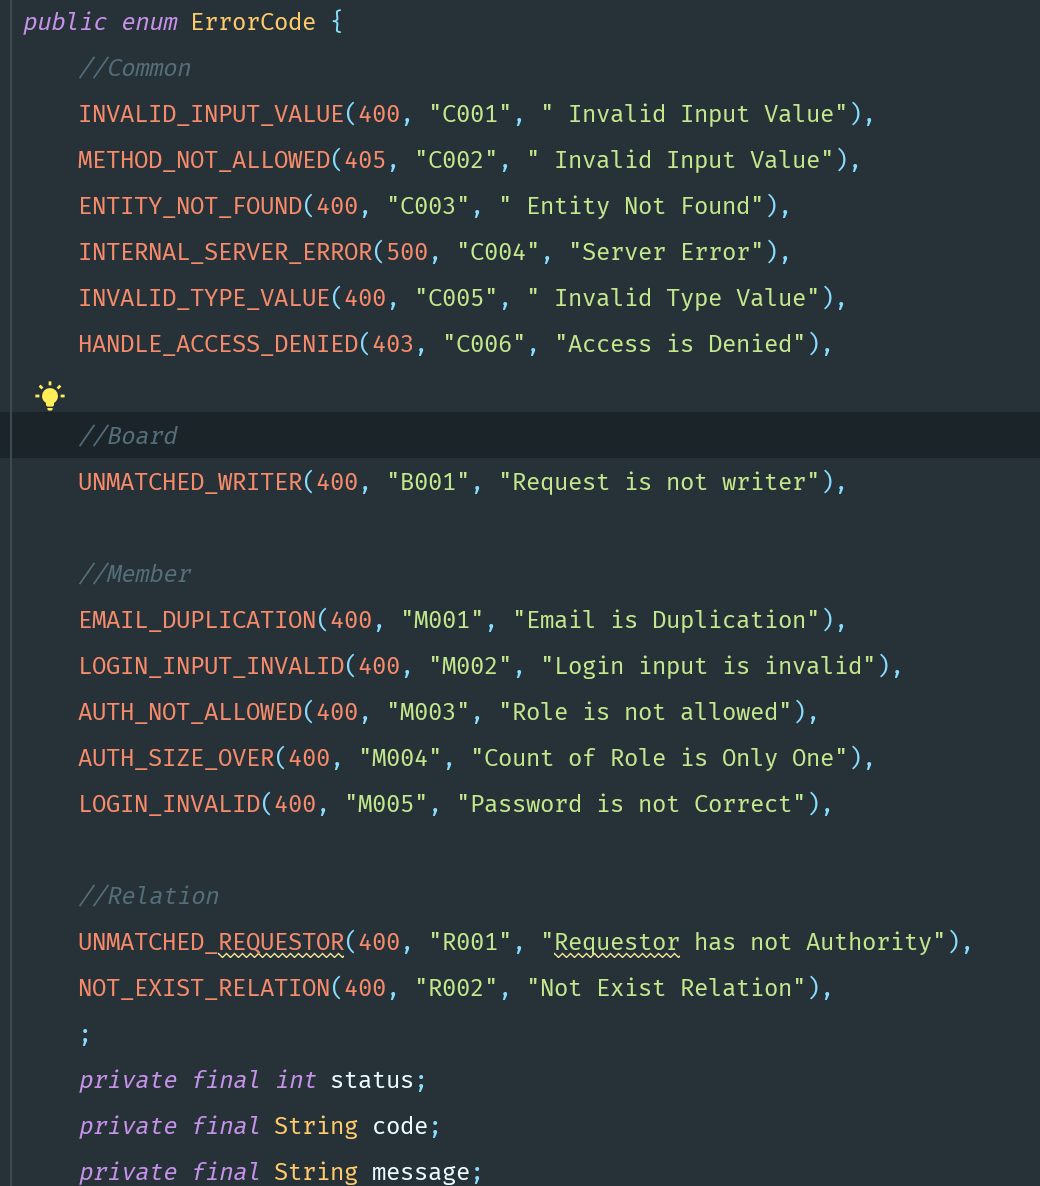 public enum ErrorCode {
//Common
INVALID_INPUT_VALUE(400, "C001", " Invalid Input Value"),
METHOD_NOT_ALLOWED(405, "C002", " Invalid Input Value"),
ENTITY_NOT_FOUND(400, "C003", " Entity Not Found"),
INTERNAL_SERVER_ERROR(500, "C004", "Server Error"),
INVALID_TYPE_VALUE(400, "C005", " Invalid Type Value"),
HANDLE_ACCESS_DENIED(403, "C006", "Access is Denied"),
//Board
UNMATCHED_WRITER(400, "B001", "Request is not writer"),
//Member
EMAIL_DUPLICATION(400, "M001", "Email is Duplication"),
LOGIN_INPUT_INVALID(400, "M002", "Login input is invalid"),
AUTH_NOT_ALLOWED(400, "M003", "Role is not allowed"),
AUTH_SIZE_OVER(400, "M004", "Count of Role is Only One"),
LOGIN_INVALID(400, "M005", "Password is not Correct"),
//Relation
UNMATCHED_REQUESTOR(400, "R001", "Requestor has not Authority"),
NOT_EXIST_RELATION(400, "R002", "Not Exist Relation"),
;
private final int status;
private final String code;
private final String message;